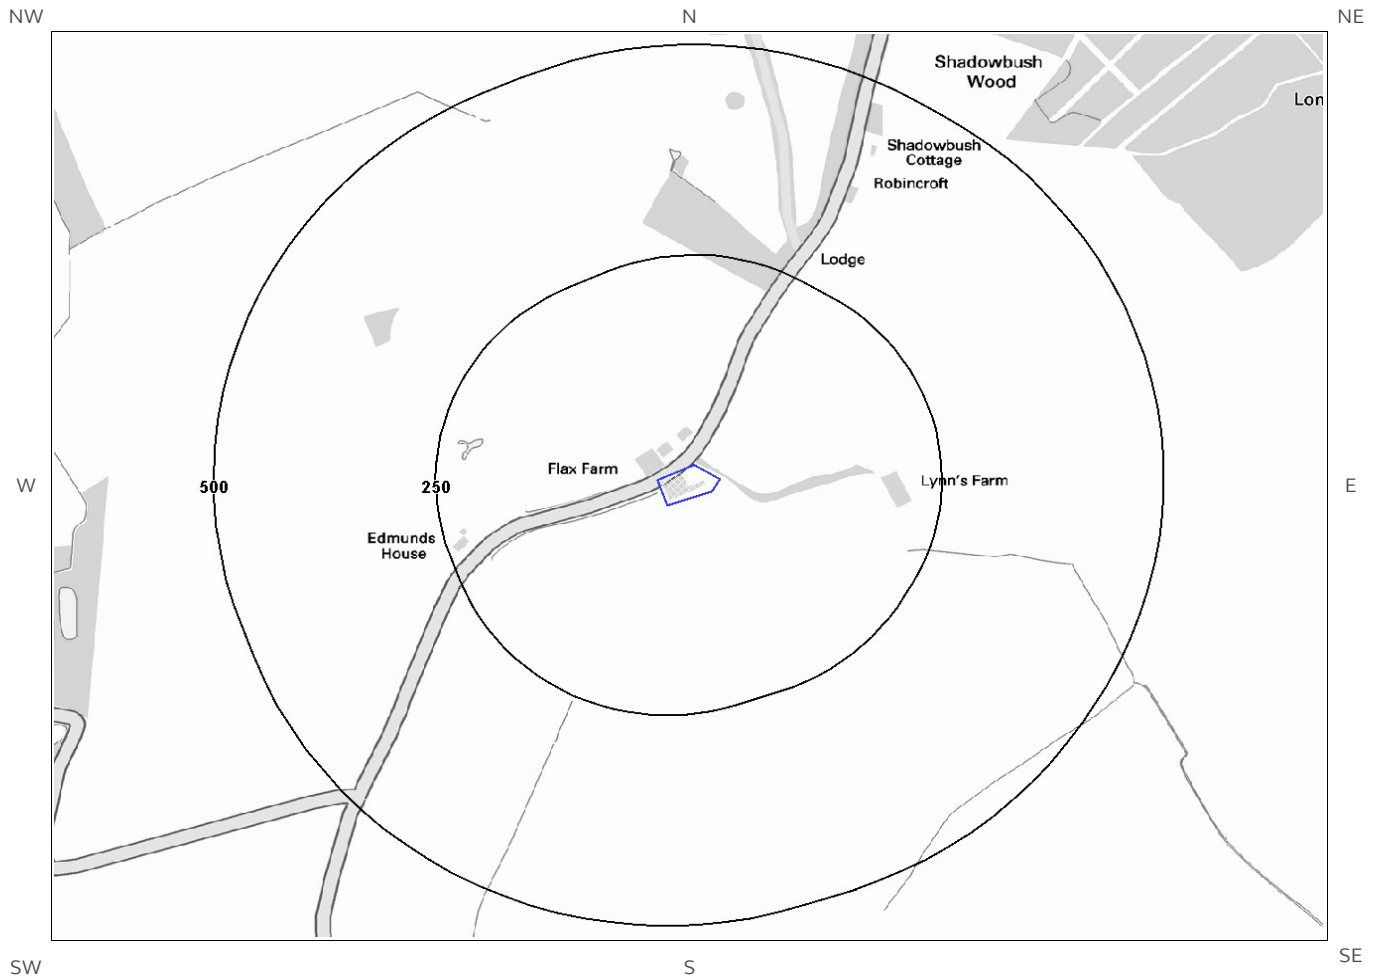 NW
N
NE
Shadowbush
Wood
Lon
Shadowbush
Cottage
Robincroft
Lodge
Flax Farm
Lynn's Farm
W
500
250
E
Edmunds
House
SW
S
SE